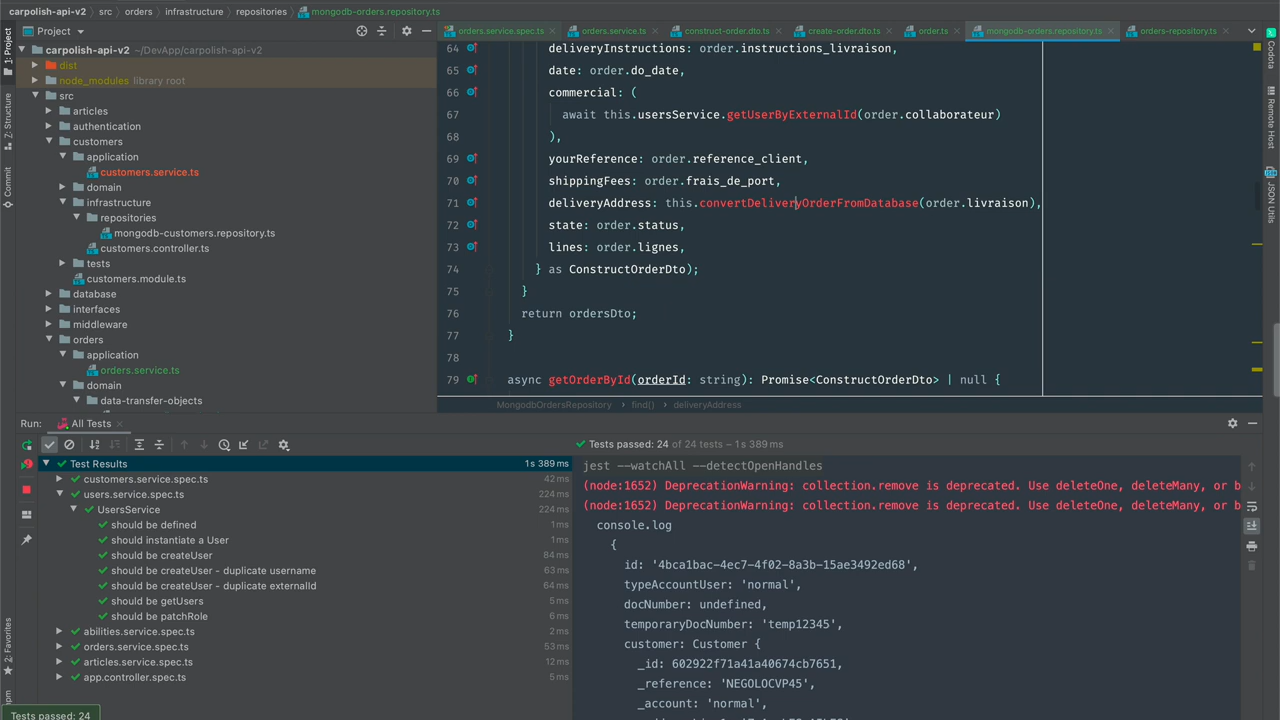 carpolish-api-v2 > src > orders > infrastructure > repositories > mongodb-orders.repository.ts
Project
orders.service.spec.ts
orders.service.ts
construct-order.dto.ts
create-order.dto.ts
order.ts
mongodb-orders.repository.ts
orders-repository.ts
1: Project
7: Structure
Commit
2: Favorites
Codota
Remote Host
JSON Utils
carpolish-api-v2 ~/DevApp/carpolish-api-v2
dist
node_modules library root
src
articles
authentication
customers
application
customers.service.ts
domain
infrastructure
repositories
mongodb-customers.repository.ts
customers.controller.ts
tests
customers.module.ts
database
interfaces
middleware
orders
application
orders.service.ts
domain
data-transfer-objects
64 deliveryInstructions: order.instructions_livraison,
65 date: order.do_date,
66 commercial: (
67 await this.usersService.getUserByExternalId(order.collaborateur)
68 ),
69 yourReference: order.reference_client,
70 shippingFees: order.frais_de_port,
71 deliveryAddress: this.convertDeliveryOrderFromDatabase(order.livraison),
72 state: order.status,
73 lines: order.lignes,
74 } as ConstructOrderDto);
75 }
76 return ordersDto;
77 }
78
79 async getOrderById(orderId: string): Promise<ConstructOrderDto> | null {
MongodbOrdersRepository > find() > deliveryAddress
Run: All Tests
Tests passed: 24 of 24 tests – 1 s 389 ms
Test Results 1 s 389 ms
customers.service.spec.ts 42 ms
users.service.spec.ts 224 ms
UsersService 224 ms
should be defined 1 ms
should instantiate a User 1 ms
should be createUser 84 ms
should be createUser - duplicate username 63 ms
should be createUser - duplicate externalId 64 ms
should be getUsers 5 ms
should be patchRole 6 ms
abilities.service.spec.ts 2 ms
orders.service.spec.ts 53 ms
articles.service.spec.ts 12 ms
app.controller.spec.ts 5 ms
jest --watchAll --detectOpenHandles
(node:1652) DeprecationWarning: collection.remove is deprecated. Use deleteOne, deleteMany, or b
(node:1652) DeprecationWarning: collection.remove is deprecated. Use deleteOne, deleteMany, or b
console.log
{
id: '4bca1bac-4ec7-4f02-8a3b-15ae3492ed68',
typeAccountUser: 'normal',
docNumber: undefined,
temporaryDocNumber: 'temp12345',
customer: Customer {
_id: 602922f71a41a40674cb7651,
_reference: 'NEGOLOCVP45',
_account: 'normal',
Tests passed: 24